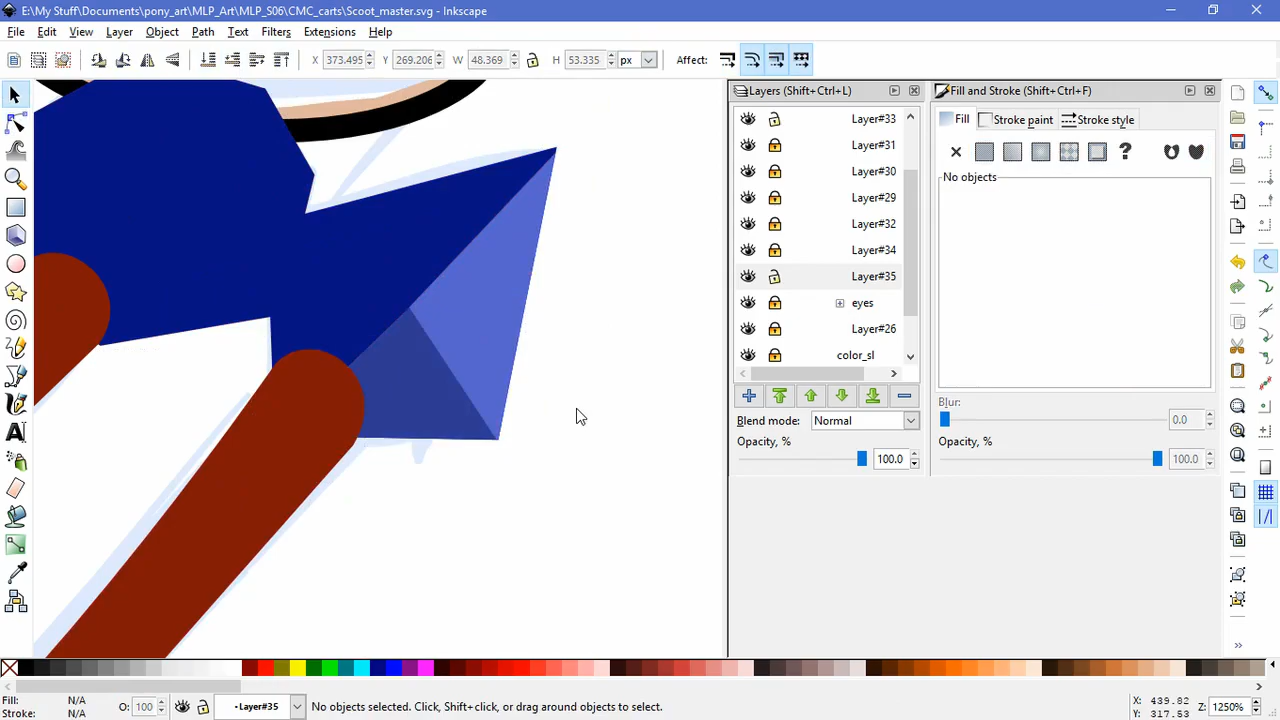 E:\My Stuff\Documents\pony_art\MLP_Art\MLP_S06\CMC_carts\Scoot_master.svg - Inkscape
File Edit View Layer Object Path Text Filters Extensions Help
X 373.495 Y 269.206 W 48.369 H 53.335 px Affect:
Layers (Shift+Ctrl+L)
Layer#33
Layer#31
Layer#30
Layer#29
Layer#32
Layer#34
Layer#35
eyes
Layer#26
color_sl
Blend mode: Normal
Opacity, % 100.0
Fill and Stroke (Shift+Ctrl+F)
Fill Stroke paint Stroke style
?
No objects
Blur: 0.0
Opacity, % 100.0
Fill: N/A
Stroke: N/A
O: 100
Layer#35
No objects selected. Click, Shift+click, or drag around objects to select.
X: 439.82
Y: 317.53
Z: 1250%